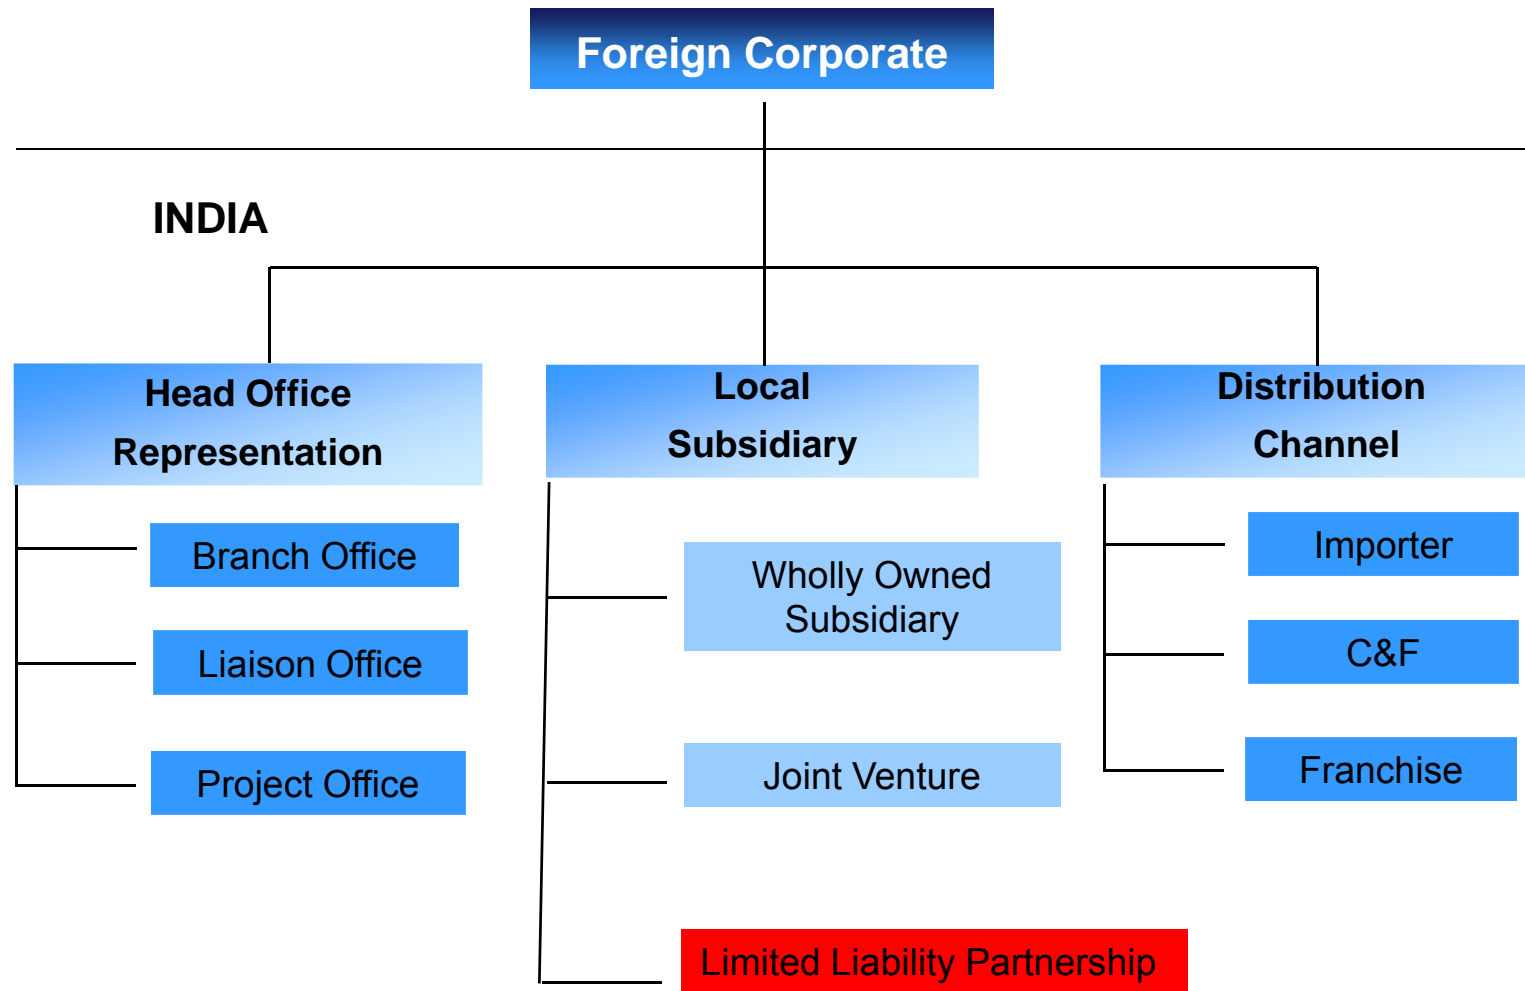 Foreign Corporate
INDIA
Head Office
Representation
Branch Office
Liaison Office
Project Office
Local
Subsidiary
Wholly Owned
Subsidiary
Joint Venture
Limited Liability Partnership
Distribution
Channel
Importer
C&F
Franchise